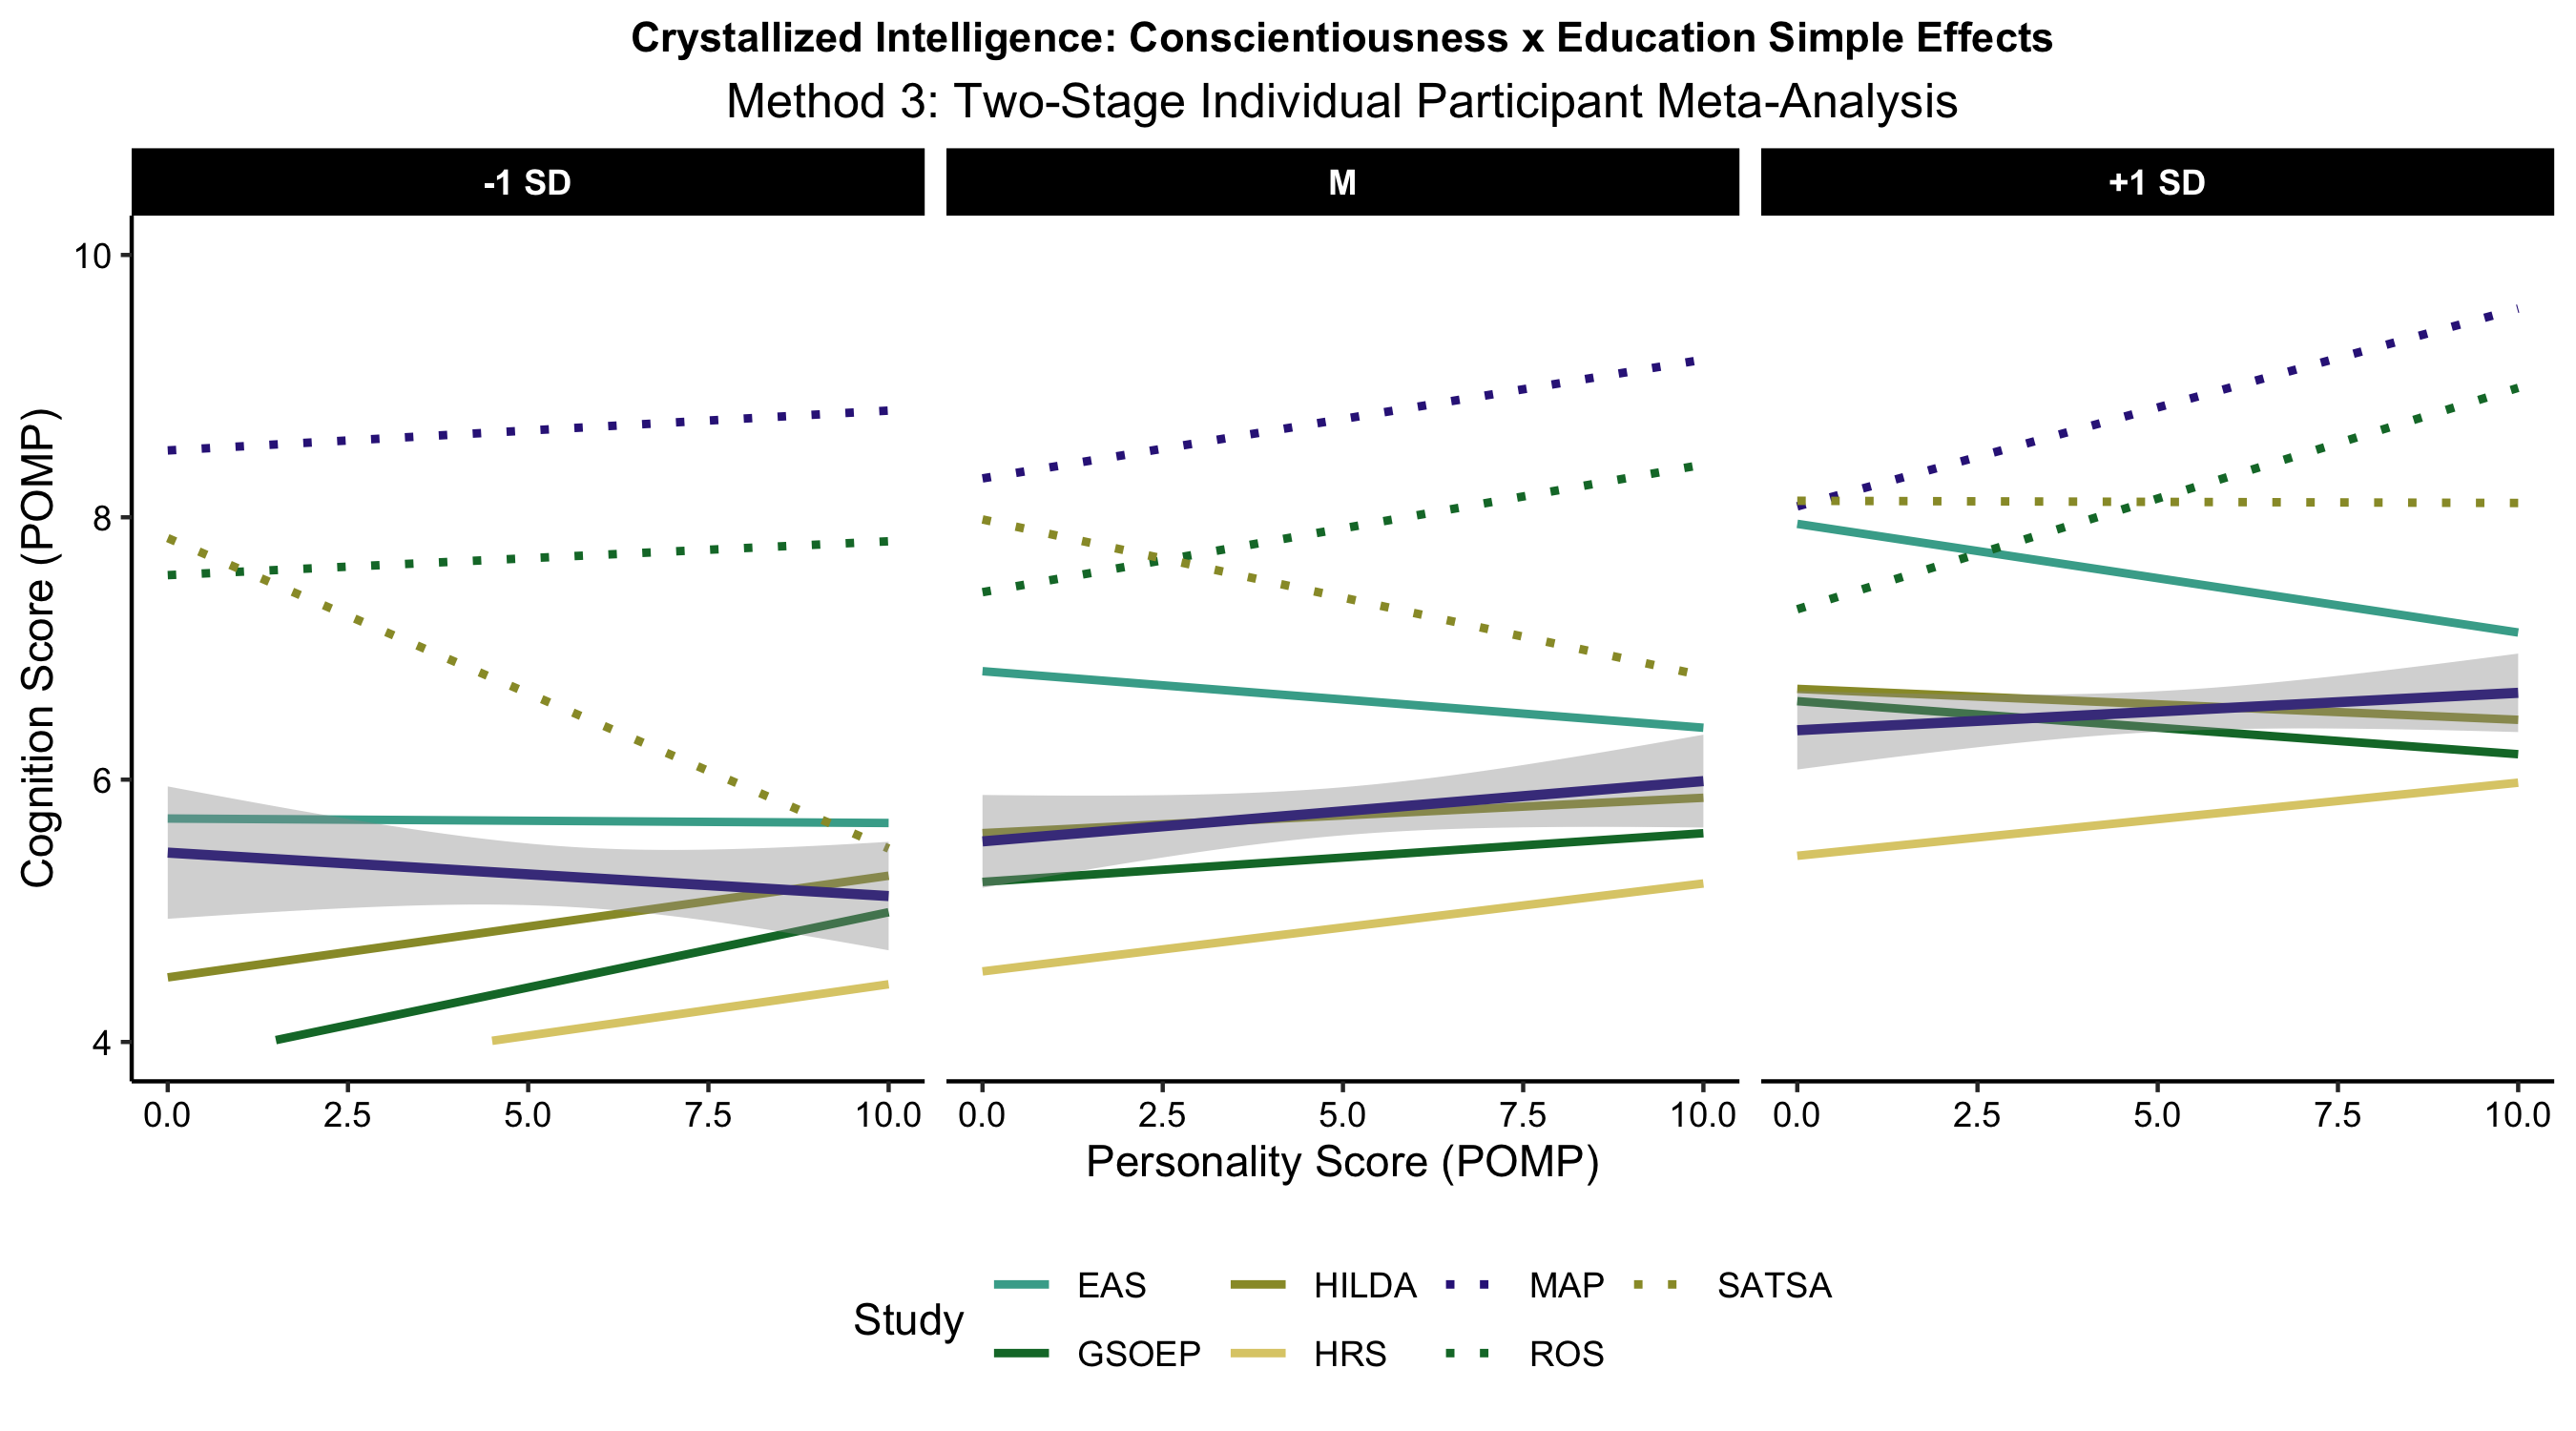 Crystallized Intelligence: Conscientiousness x Education Simple Effects
Method 3: Two-Stage Individual Participant Meta-Analysis
-1 SD
M
+1 SD
Cognition Score (POMP)
10
8
6
4
0.0 2.5 5.0 7.5 10.0
0.0 2.5 5.0 7.5 10.0
0.0 2.5 5.0 7.5 10.0
Personality Score (POMP)
Study
EAS HILDA MAP SATSA
GSOEP HRS ROS